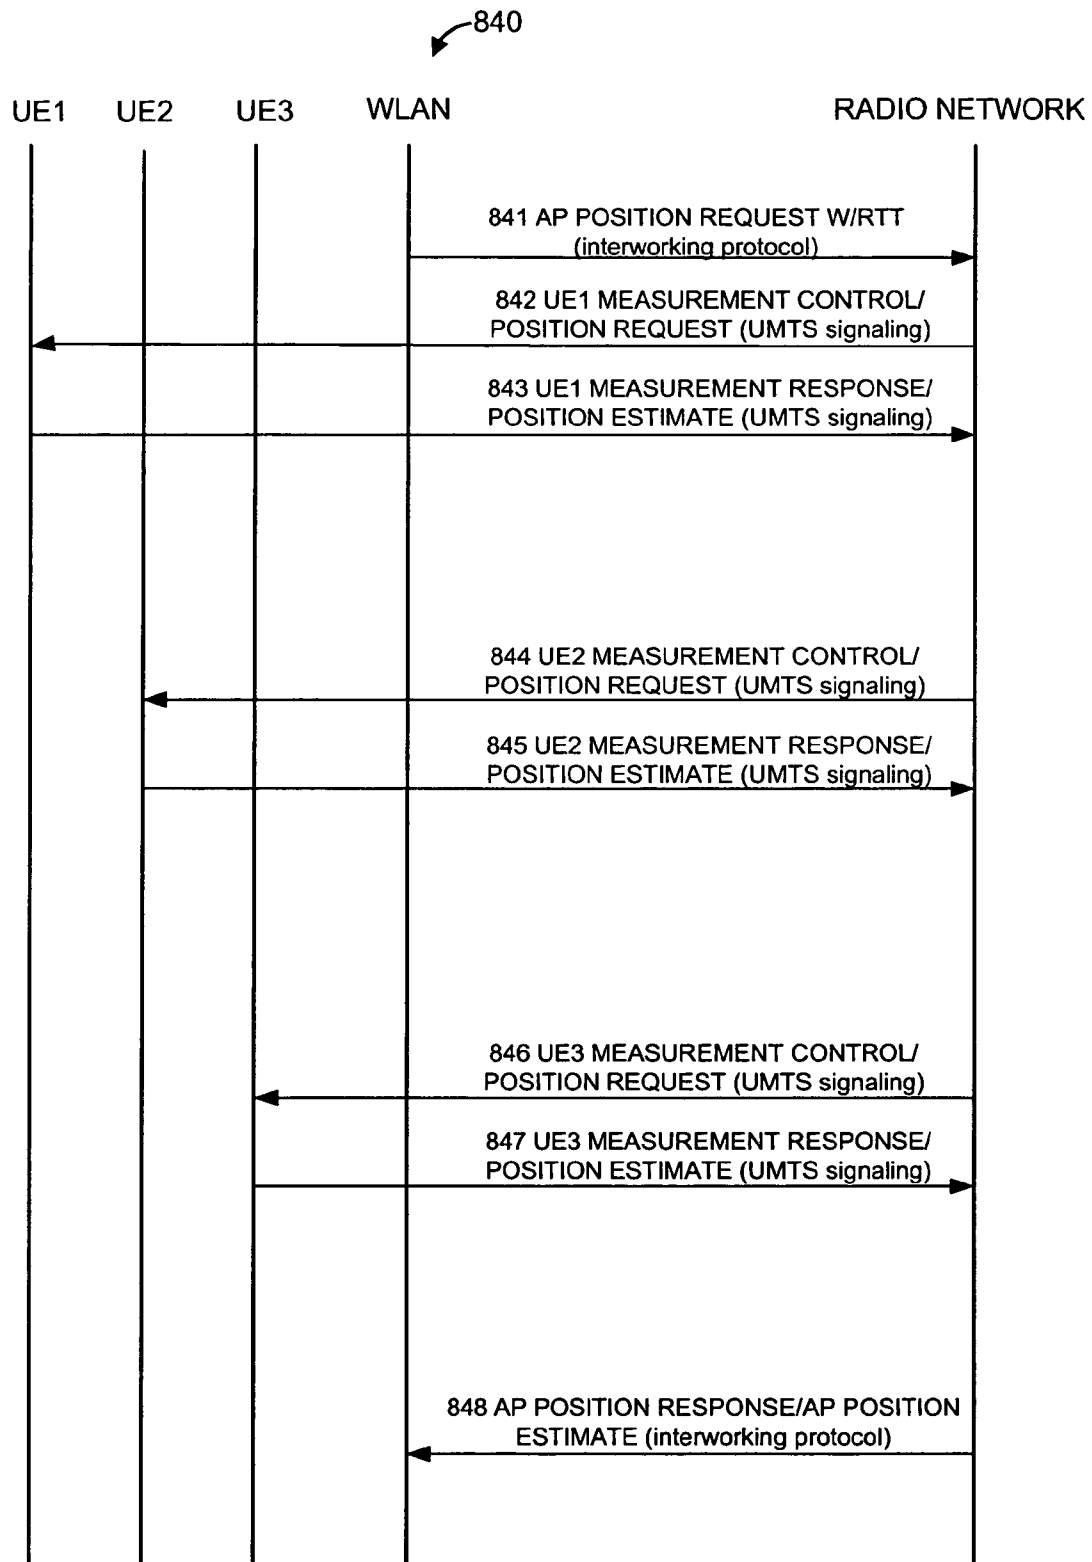 840
UE1 UE2 UE3 WLAN RADIO NETWORK
841 AP POSITION REQUEST W/RTT
(interworking protocol)
842 UE1 MEASUREMENT CONTROL/
POSITION REQUEST (UMTS signaling)
843 UE1 MEASUREMENT RESPONSE/
POSITION ESTIMATE (UMTS signaling)
844 UE2 MEASUREMENT CONTROL/
POSITION REQUEST (UMTS signaling)
845 UE2 MEASUREMENT RESPONSE/
POSITION ESTIMATE (UMTS signaling)
846 UE3 MEASUREMENT CONTROL/
POSITION REQUEST (UMTS signaling)
847 UE3 MEASUREMENT RESPONSE/
POSITION ESTIMATE (UMTS signaling)
848 AP POSITION RESPONSE/AP POSITION
ESTIMATE (interworking protocol)